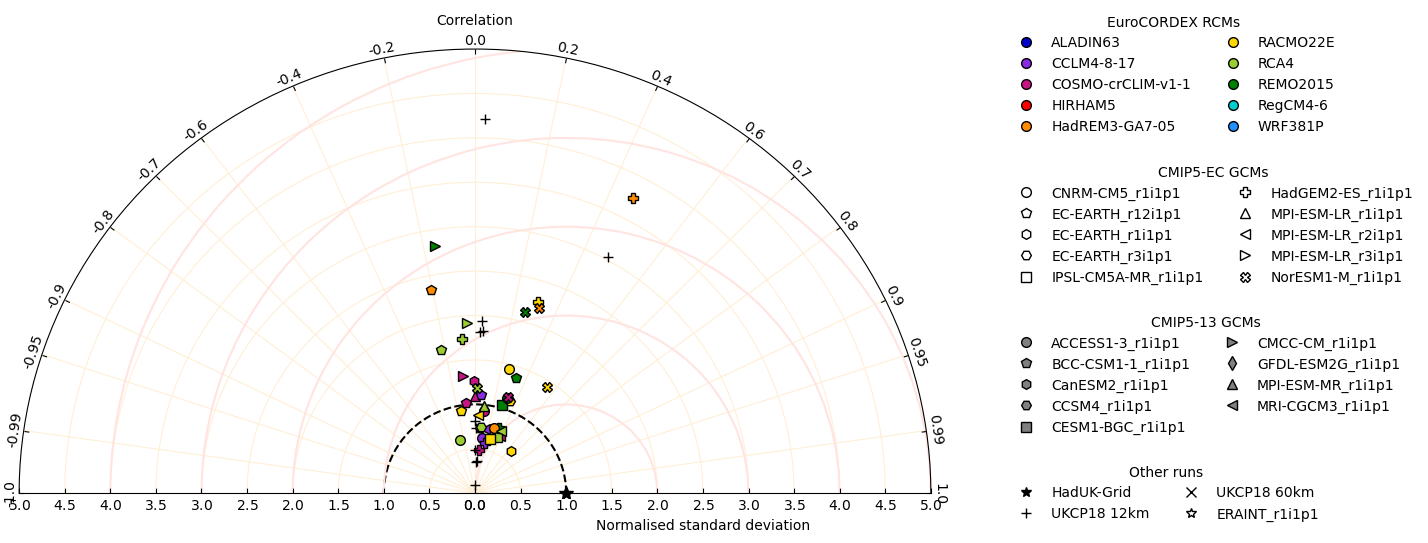 Correlation
0.0
-0.2
0.2
-0.4
0.4
-0.6
0.6
-0.7
0.7
-0.8
0.8
-0.9
0.9
-0.95
0.95
-0.99
0.99
-1.0
1.0
5.0 4.5 4.0 3.5 3.0 2.5 2.0 1.5 1.0 0.5 0.0 0.5 1.0 1.5 2.0 2.5 3.0 3.5 4.0 4.5 5.0
Normalised standard deviation
EuroCORDEX RCMs
ALADIN63 RACMO22E
CCLM4-8-17 RCA4
COSMO-crCLIM-v1-1 REMO2015
HIRHAM5 RegCM4-6
HadREM3-GA7-05 WRF381P
CMIP5-EC GCMs
CNRM-CM5_r1i1p1 HadGEM2-ES_r1i1p1
EC-EARTH_r12i1p1 MPI-ESM-LR_r1i1p1
EC-EARTH_r1i1p1 MPI-ESM-LR_r2i1p1
EC-EARTH_r3i1p1 MPI-ESM-LR_r3i1p1
IPSL-CM5A-MR_r1i1p1 NorESM1-M_r1i1p1
CMIP5-13 GCMs
ACCESS1-3_r1i1p1 CMCC-CM_r1i1p1
BCC-CSM1-1_r1i1p1 GFDL-ESM2G_r1i1p1
CanESM2_r1i1p1 MPI-ESM-MR_r1i1p1
CCSM4_r1i1p1 MRI-CGCM3_r1i1p1
CESM1-BGC_r1i1p1
Other runs
HadUK-Grid UKCP18 60km
UKCP18 12km ERAINT_r1i1p1